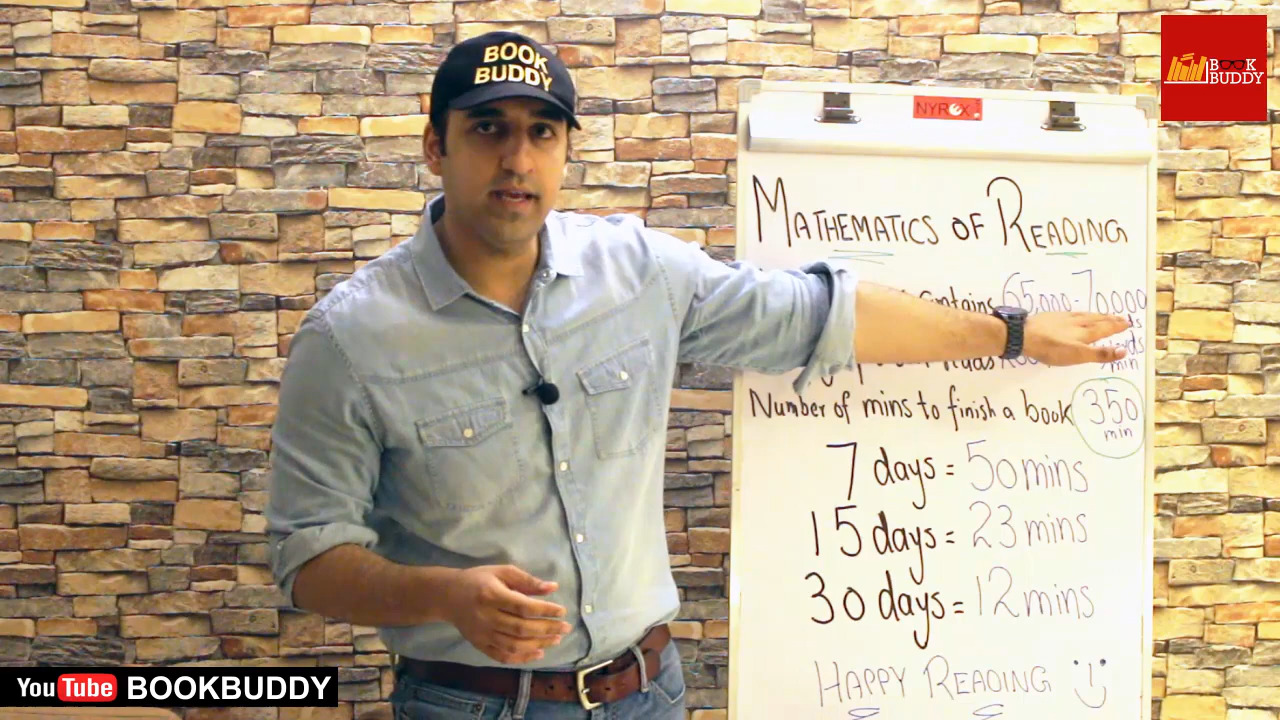 BOOK
BUDDY
NYREX
BOOK
BUDDY
MATHEMATICS OF READING
contains 65,000-70,000
Number of mins to finish a book 350
min
7 days = 50 mins
15 days = 23 mins
30 days = 12 mins
HAPPY READING
YouTube BOOKBUDDY